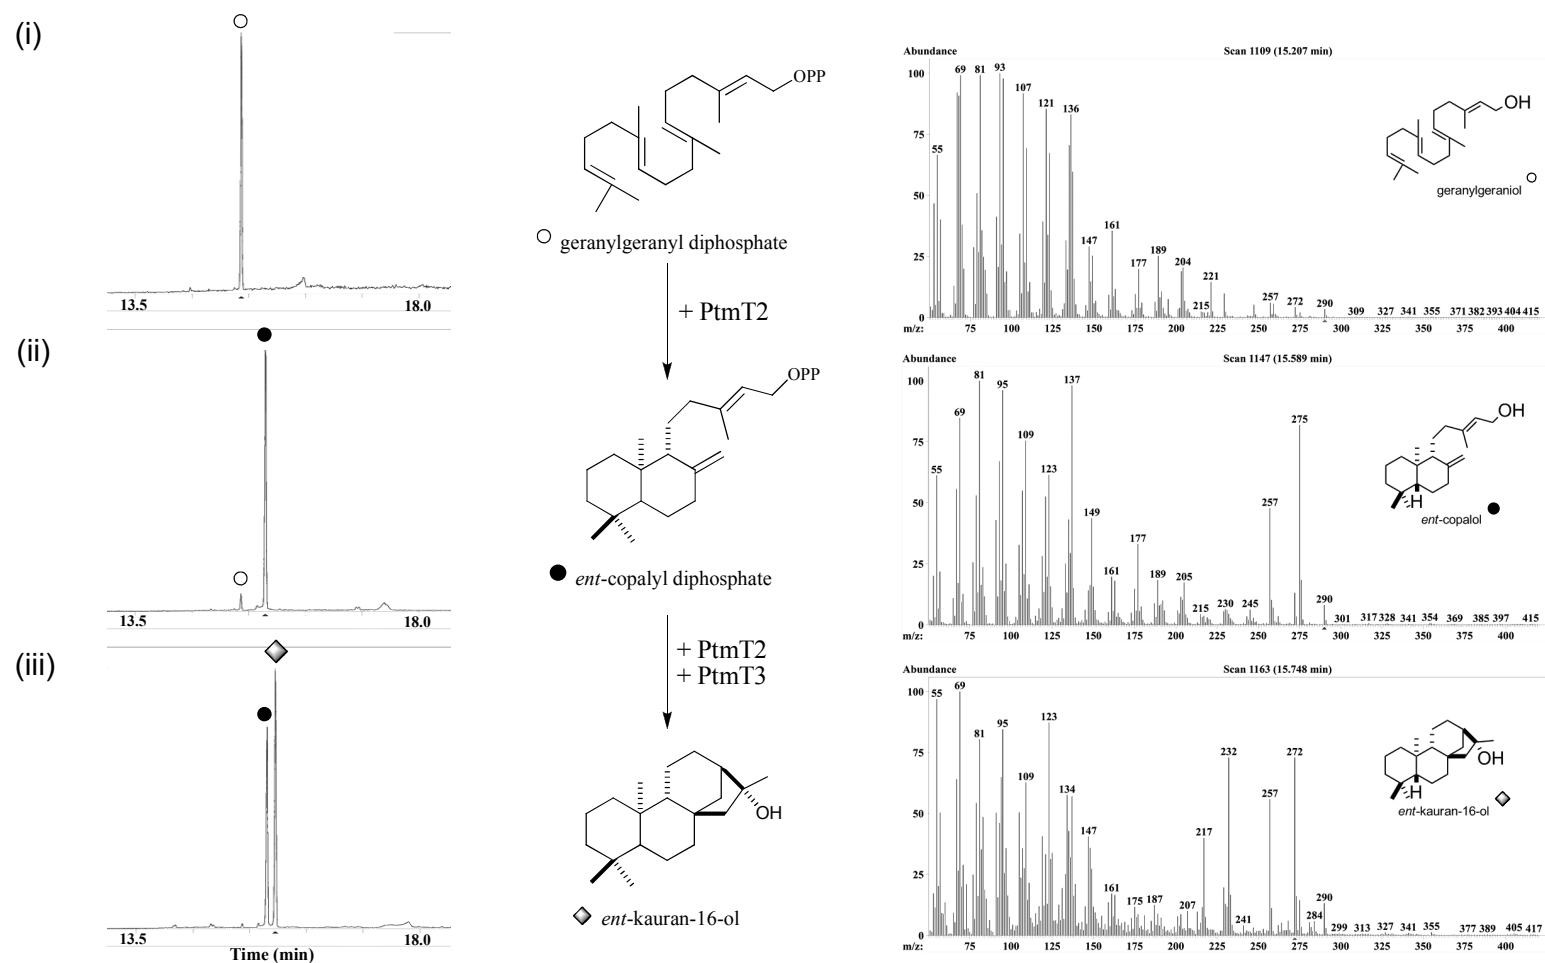 (i)
13.5 18.0
(ii)
13.5 18.0
(iii)
13.5 18.0
Time (min)
OPP
geranylgeranyl diphosphate
+ PtmT2
OPP
ent-copalyl diphosphate
+ PtmT2
+ PtmT3
OH
ent-kauran-16-ol
Abundance Scan 1109 (15.207 min)
100
75
50
25
0
55 69 81 93 107 121 136 147 161 177 189 204 215 221 257 272 290 309 327 341 355 371 382 393 404 415
m/z: 75 100 125 150 175 200 225 250 275 300 325 350 375 400
OH
geranylgeraniol
Abundance Scan 1147 (15.589 min)
100
75
50
25
0
55 69 81 95 109 123 137 149 161 177 189 205 215 230 245 257 275 290 301 317 328 341 354 369 385 397 415
m/z: 75 100 125 150 175 200 225 250 275 300 325 350 375 400
OH
H
ent-copalol
Abundance Scan 1163 (15.748 min)
100
75
50
25
0
55 69 81 95 109 123 134 147 161 175 187 207 217 232 241 257 272 284 290 299 313 327 341 355 377 389 405 417
m/z: 75 100 125 150 175 200 225 250 275 300 325 350 375 400
OH
H
ent-kauran-16-ol